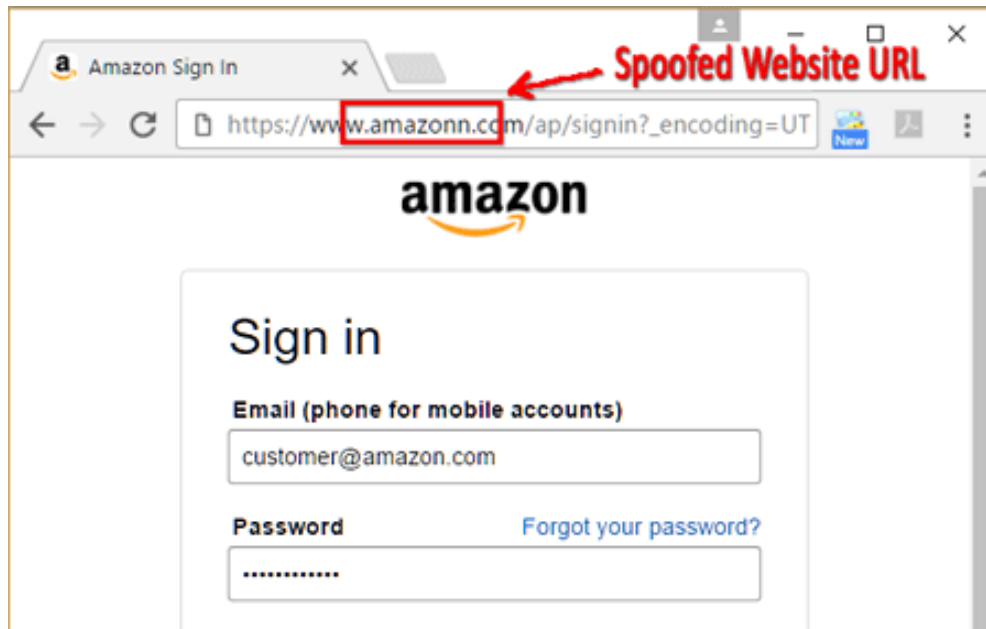 Amazon Sign In
Spoofed Website URL
https://www.amazonn.com/ap/signin?_encoding=UT
New
amazon
Sign in
Email (phone for mobile accounts)
customer@amazon.com
Password Forgot your password?
••••••••••••